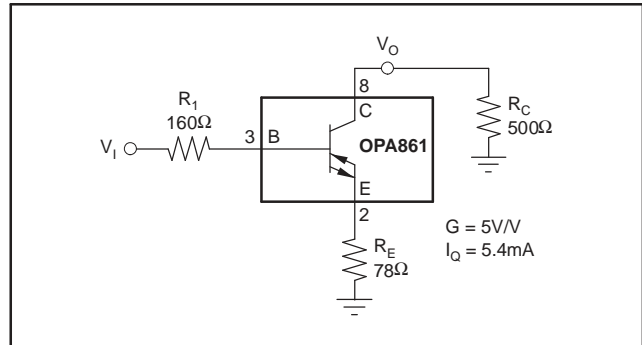 V_O
8
R_1
160Ω
C
R_C
500Ω
V_I
3 B
OPA861
E
2
G = 5V/V
I_Q = 5.4mA
R_E
78Ω